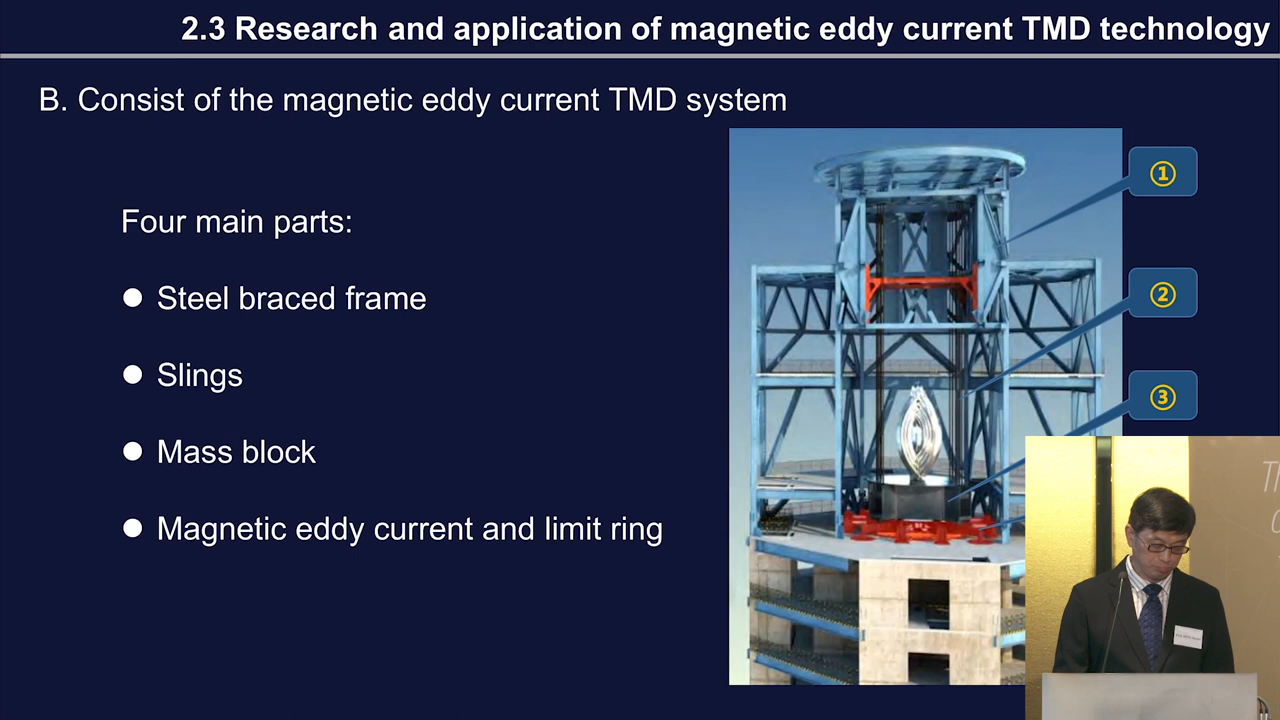 2.3 Research and application of magnetic eddy current TMD technology
B. Consist of the magnetic eddy current TMD system
Four main parts:
● Steel braced frame
● Slings
● Mass block
● Magnetic eddy current and limit ring
①
②
③